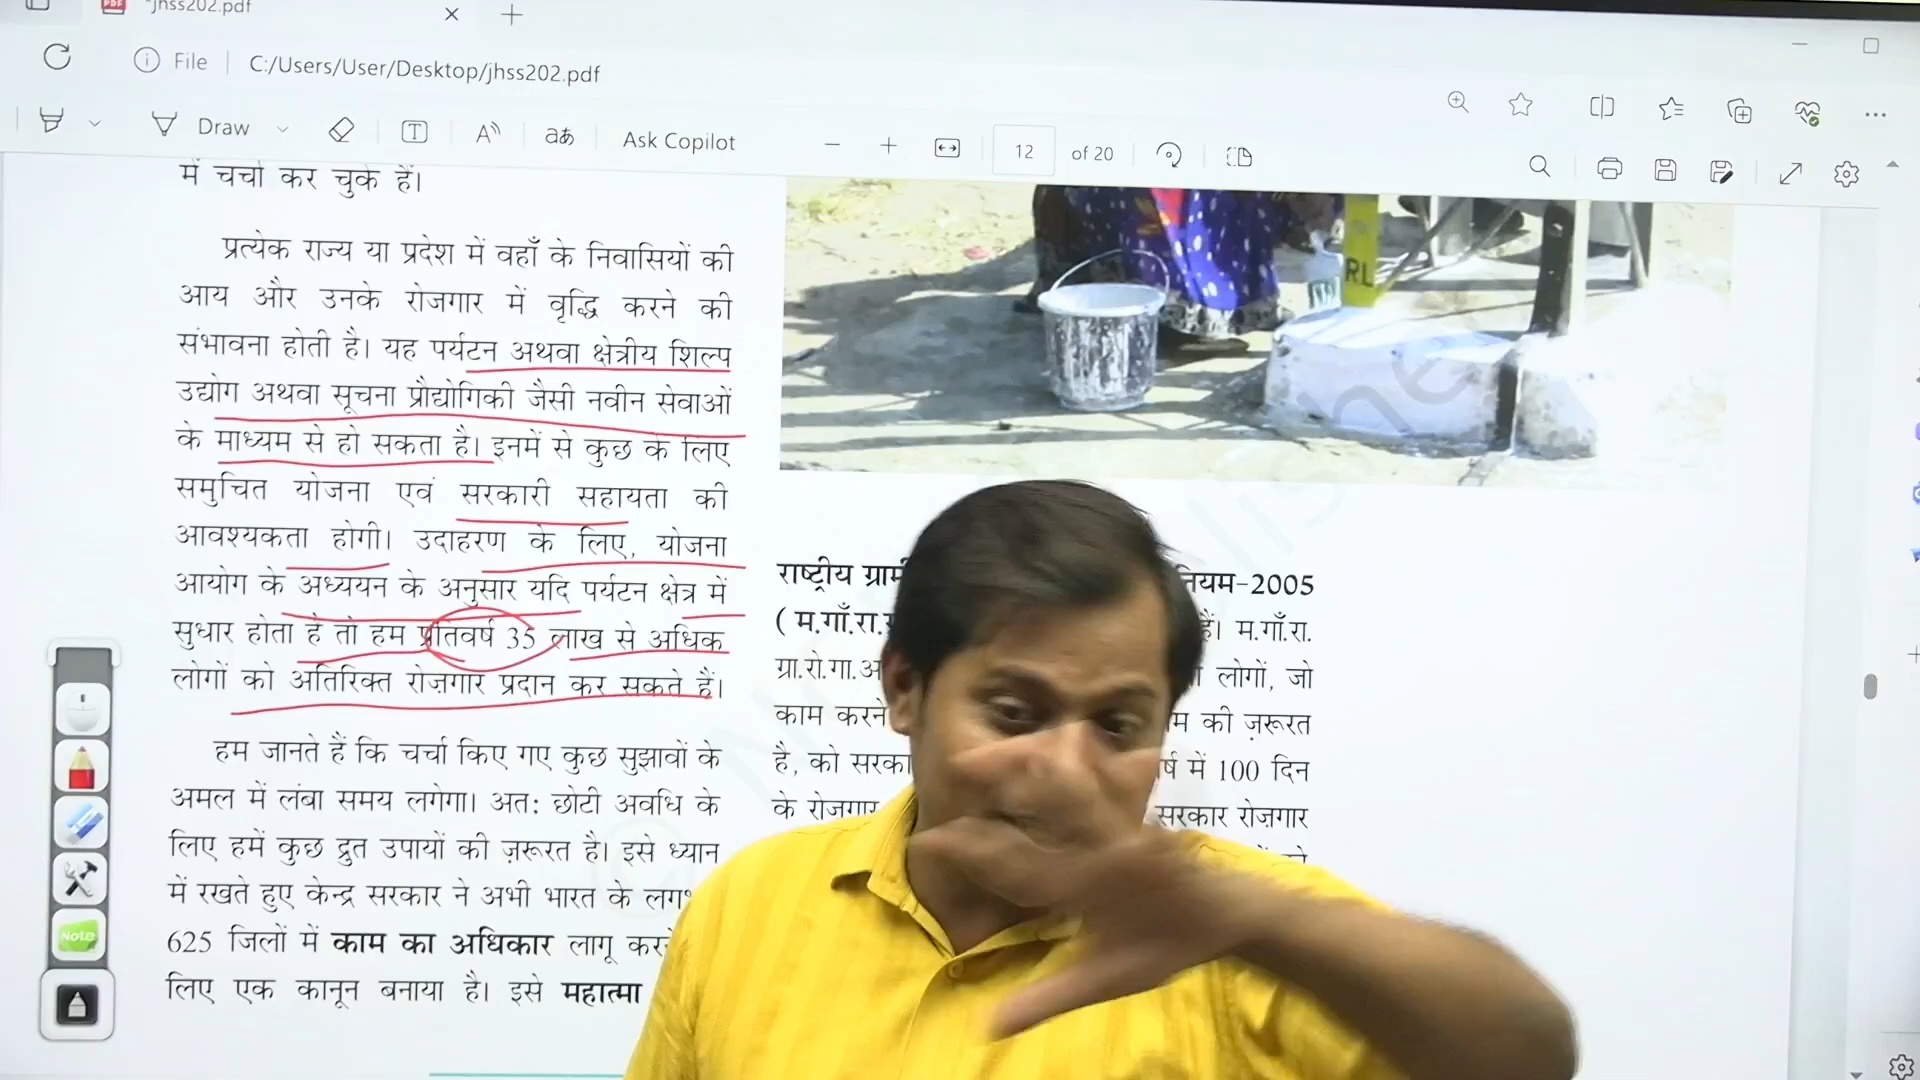 jhss202.pdf
File
C:/Users/User/Desktop/jhss202.pdf
Draw
Ask Copilot
12
of 20
में चर्चा कर चुके हैं।
प्रत्येक राज्य या प्रदेश में वहाँ के निवासियों की
आय और उनके रोजगार में वृद्धि करने की
संभावना होती है। यह पर्यटन अथवा क्षेत्रीय शिल्प
उद्योग अथवा सूचना प्रौद्योगिकी जैसी नवीन सेवाओं
के माध्यम से हो सकता है। इनमें से कुछ के लिए
समुचित योजना एवं सरकारी सहायता की
आवश्यकता होगी। उदाहरण के लिए, योजना
आयोग के अध्ययन के अनुसार यदि पर्यटन क्षेत्र में
सुधार होता है तो हम प्रतिवर्ष 35 लाख से अधिक
लोगों को अतिरिक्त रोज़गार प्रदान कर सकते हैं।
हम जानते हैं कि चर्चा किए गए कुछ सुझावों के
अमल में लंबा समय लगेगा। अत: छोटी अवधि के
लिए हमें कुछ द्रुत उपायों की ज़रूरत है। इसे ध्यान
में रखते हुए केन्द्र सरकार ने अभी भारत के
625 जिलों में काम का अधिकार लागू
लिए एक कानून बनाया है। इसे महात्मा
RL
राष्ट्रीय 2005
( म.गाँ.रा. हैं। म.गाँ.रा.
ग्रा.रो.गा. लोगों, जो
काम करने की ज़रूरत
है, को में 100 दिन
के रोजगार सरकार रोज़गार
Note